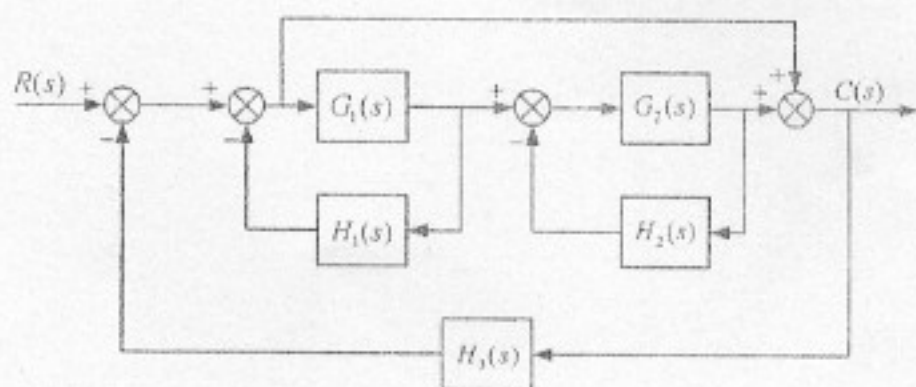 +
R(s) + + G₁(s) + G₂(s) + C(s)
− − −
H₁(s) H₂(s)
H₃(s)